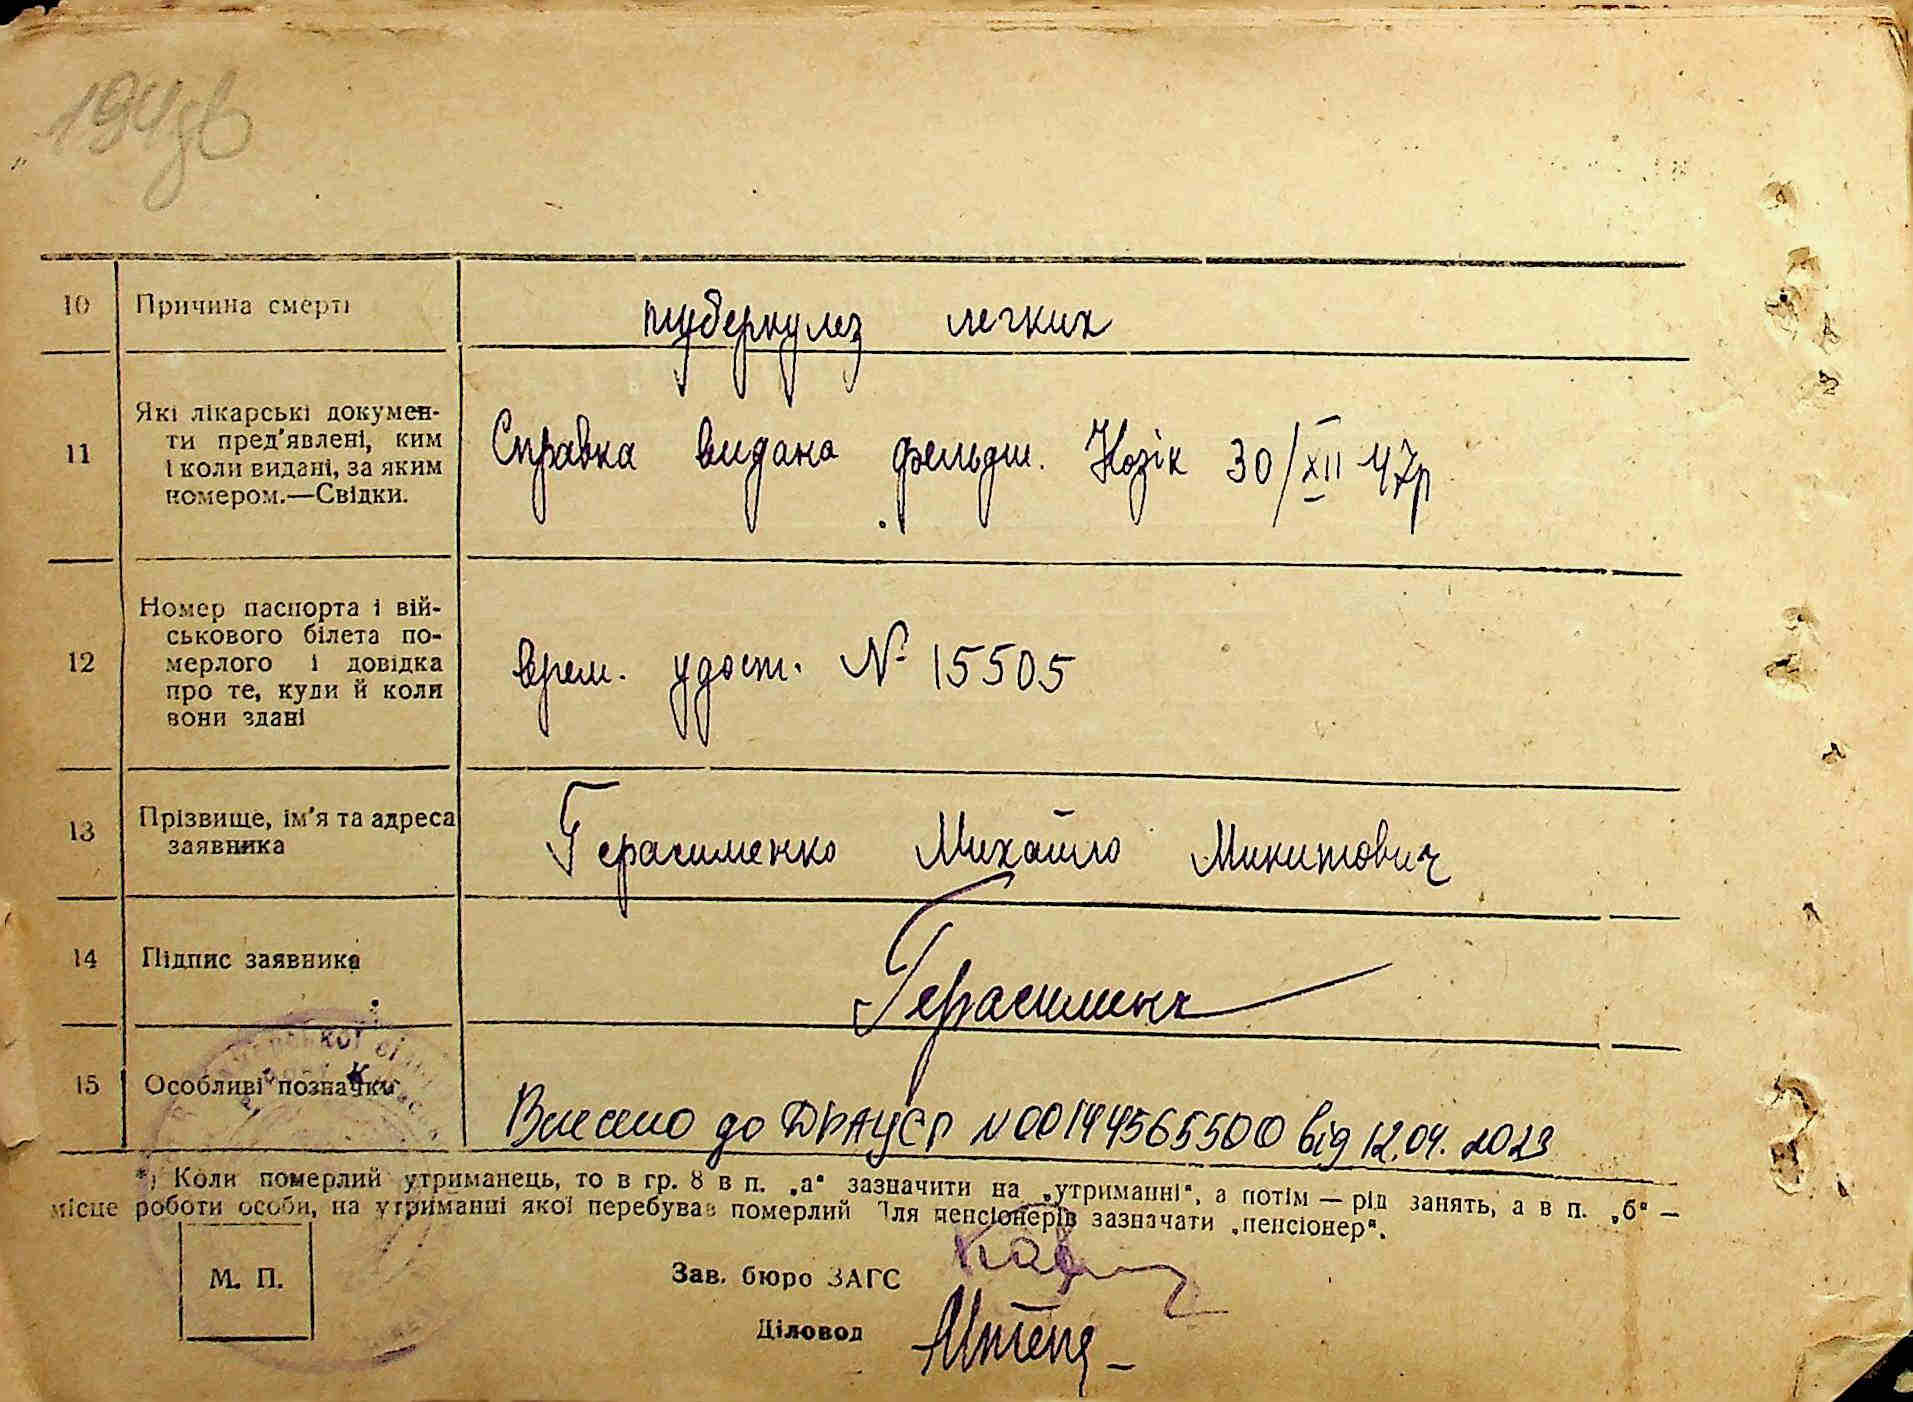 194зв
10 Причина смерті туберкулез легких
11 Які лікарські докумен-
ти пред'явлені, ким
і коли видані, за яким
номером.—Свідки.
Справка видана фельдш. Козік 30/XII 47р
12 Номер паспорта і вій-
ськового білета по-
мерлого і довідка
про те, куди й коли
вони здані
врем. удост. № 15505
13 Прізвище, ім'я та адреса
заявника
Герасименко Михайло Микитович
14 Підпис заявника Герасименк
15 Особливі позначки
Внесено до ДРАЦСГ N00144565500 від 12.04.2023
*) Коли померлий утриманець, то в гр. 8 в п. „а" зазначити на „утриманні", а потім — рід занять, а в п. „б" —
місце роботи особи, на утриманні якої перебував померлий Для пенсіонерів зазначати „пенсіонер".
М. П.
Зав. бюро ЗАГС
Діловод